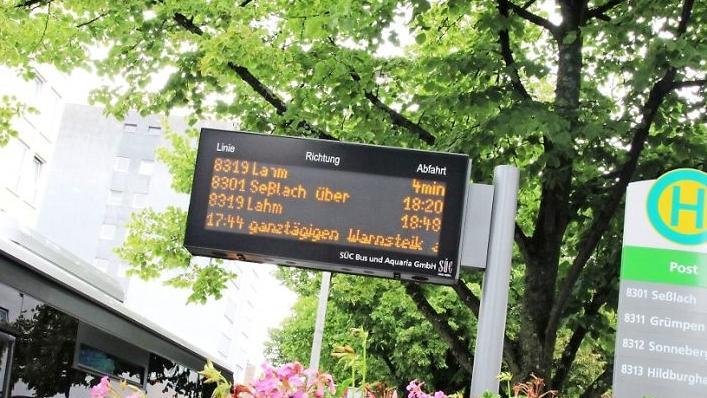 Linie Richtung Abfahrt
8319 Lahm 4min
8301 Seßlach über 18:20
8319 Lahm 18:48
17:44 ganztägigen Warnsteik
SÜC Bus und Aquaria GmbH SÜC
H
Post
8301 Seßlach
8311 Grümpen
8312 Sonneberg
8313 Hildburgha